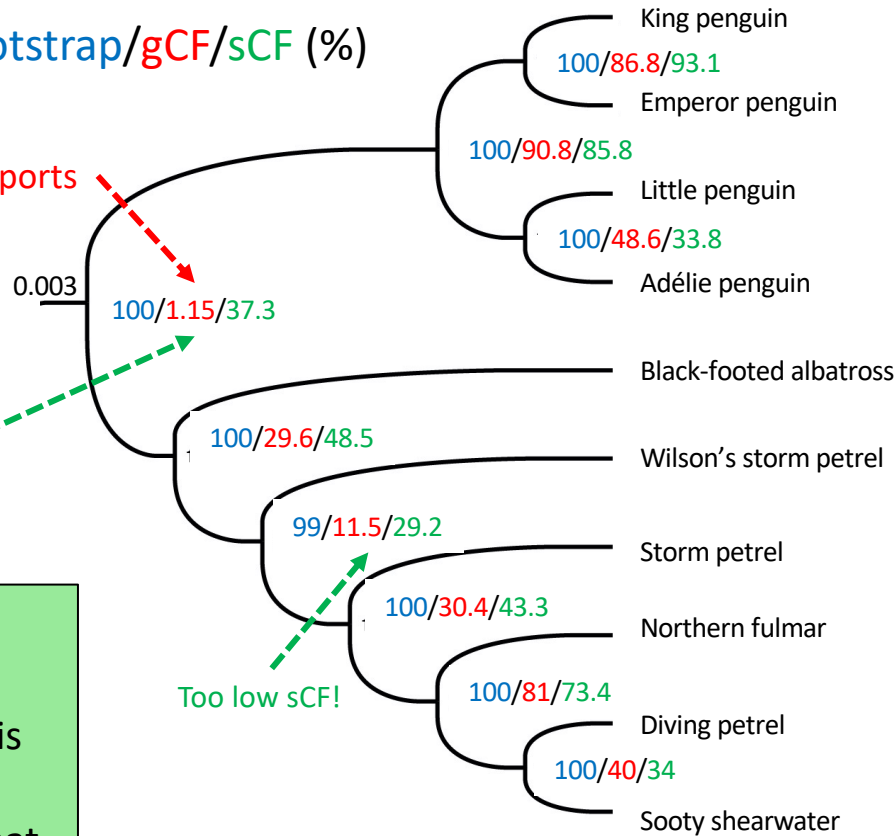 otstrap/gCF/sCF (%)
King penguin
100/86.8/93.1
Emperor penguin
100/90.8/85.8
ports
Little penguin
100/48.6/33.8
Adélie penguin
0.003
100/1.15/37.3
Black-footed albatross
100/29.6/48.5
Wilson's storm petrel
99/11.5/29.2
Storm petrel
100/30.4/43.3
Northern fulmar
Too low sCF!
100/81/73.4
is
Diving petrel
100/40/34
Sooty shearwater